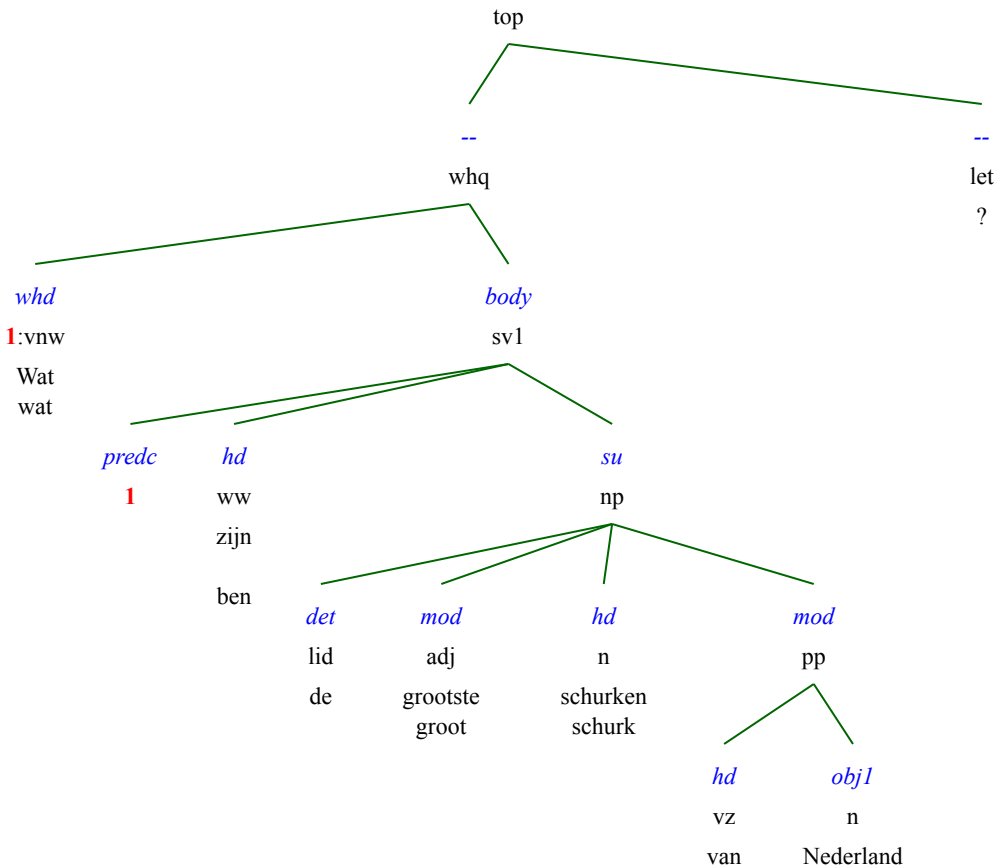 top
-- --
whq let
?
whd body
1:vnw sv1
Wat
wat
predc hd su
1 ww np
zijn
ben
det mod hd mod
lid adj n pp
de grootste schurken
groot schurk
hd obj1
vz n
van Nederland